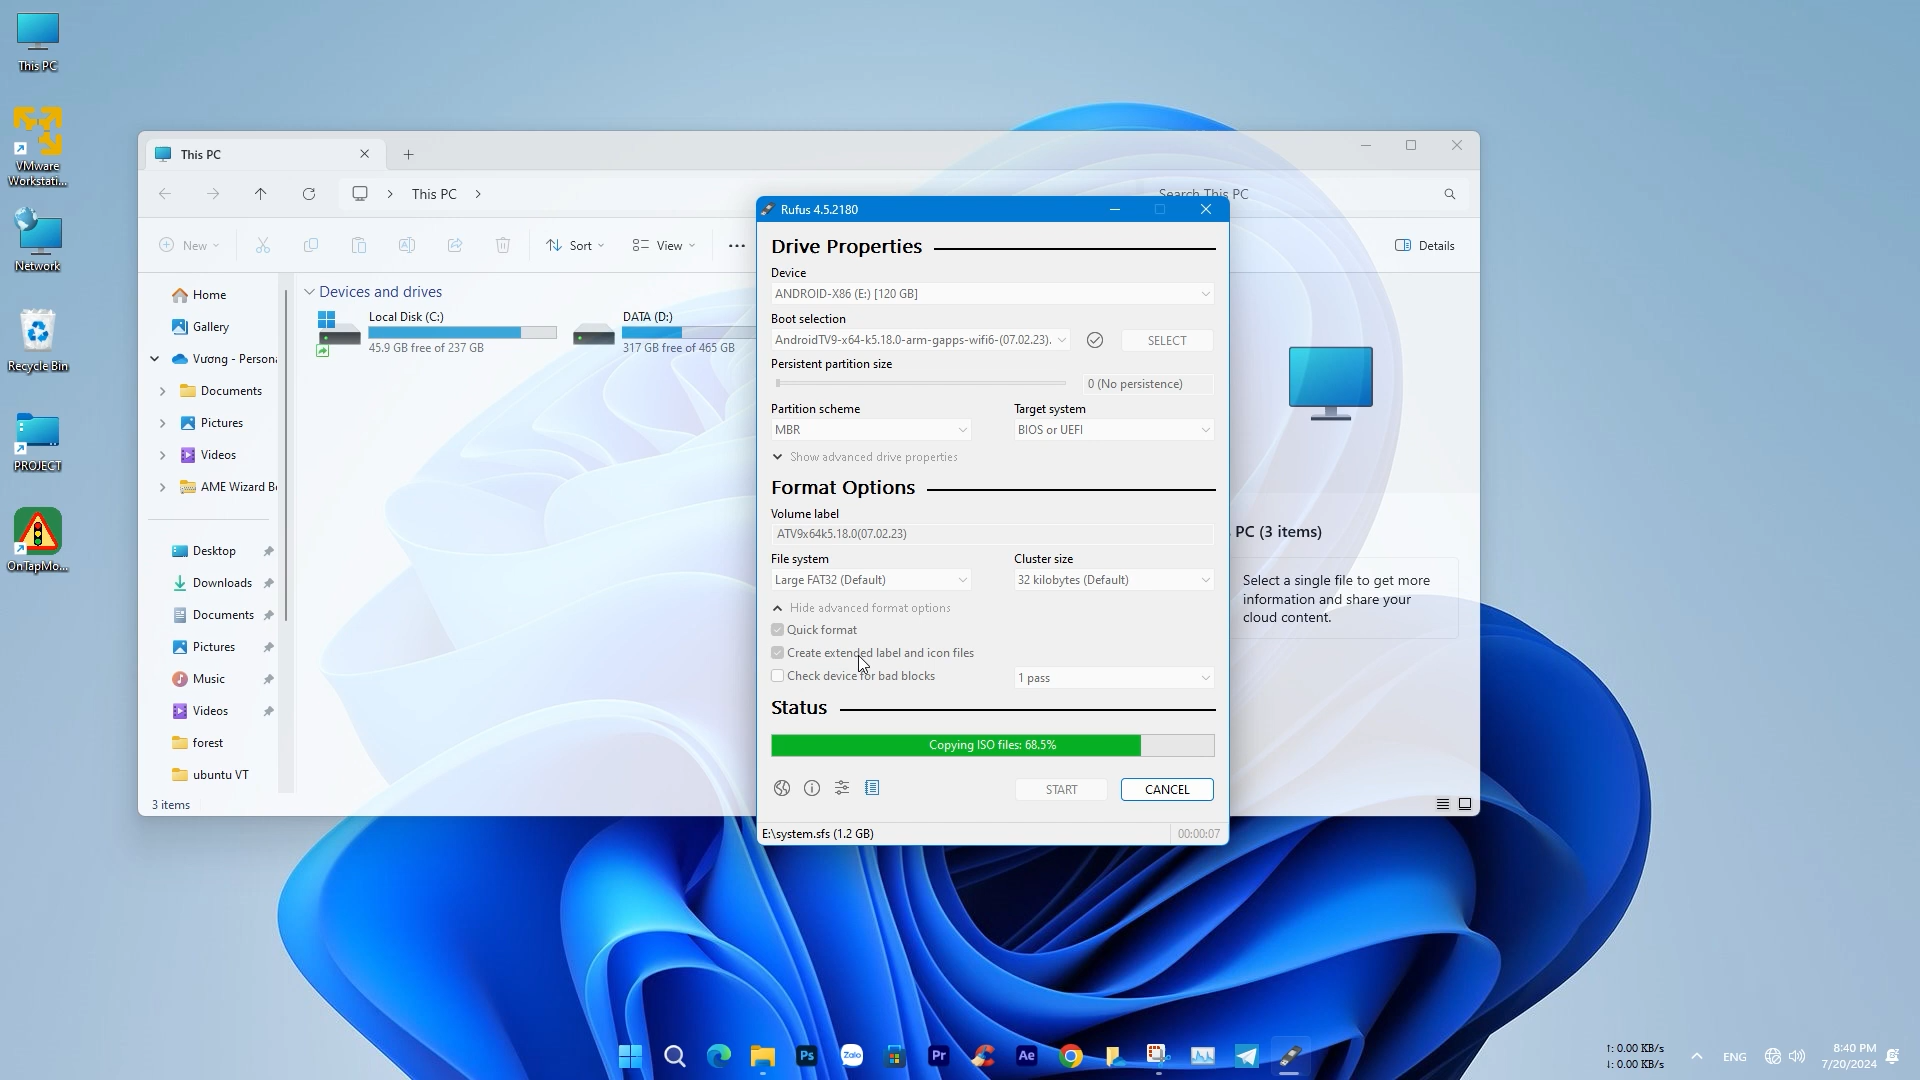 This PC
VMware
Workstati...
Network
Recycle Bin
PROJECT
OnTapMo...
This PC
This PC
Search This PC
New
Sort
View
Details
Home
Gallery
Vương - Persona
Documents
Pictures
Videos
AME Wizard Be
Desktop
Downloads
Documents
Pictures
Music
Videos
forest
ubuntu VT
3 items
Devices and drives
Local Disk (C:)
45.9 GB free of 237 GB
DATA (D:)
317 GB free of 465 GB
PC (3 items)
Select a single file to get more
information and share your
cloud content.
Rufus 4.5.2180
Drive Properties
Device
ANDROID-X86 (E:) [120 GB]
Boot selection
AndroidTV9-x64-k5.18.0-arm-gapps-wifi6-(07.02.23).
SELECT
Persistent partition size
0 (No persistence)
Partition scheme
Target system
MBR
BIOS or UEFI
Show advanced drive properties
Format Options
Volume label
ATV9x64k5.18.0(07.02.23)
File system
Cluster size
Large FAT32 (Default)
32 kilobytes (Default)
Hide advanced format options
Quick format
Create extended label and icon files
Check device for bad blocks
1 pass
Status
Copying ISO files: 68.5%
START
CANCEL
E:\system.sfs (1.2 GB)
00:00:07
Ps
Zalo
Pr
Ae
↑: 0.00 KB/s
↓: 0.00 KB/s
ENG
8:40 PM
7/20/2024